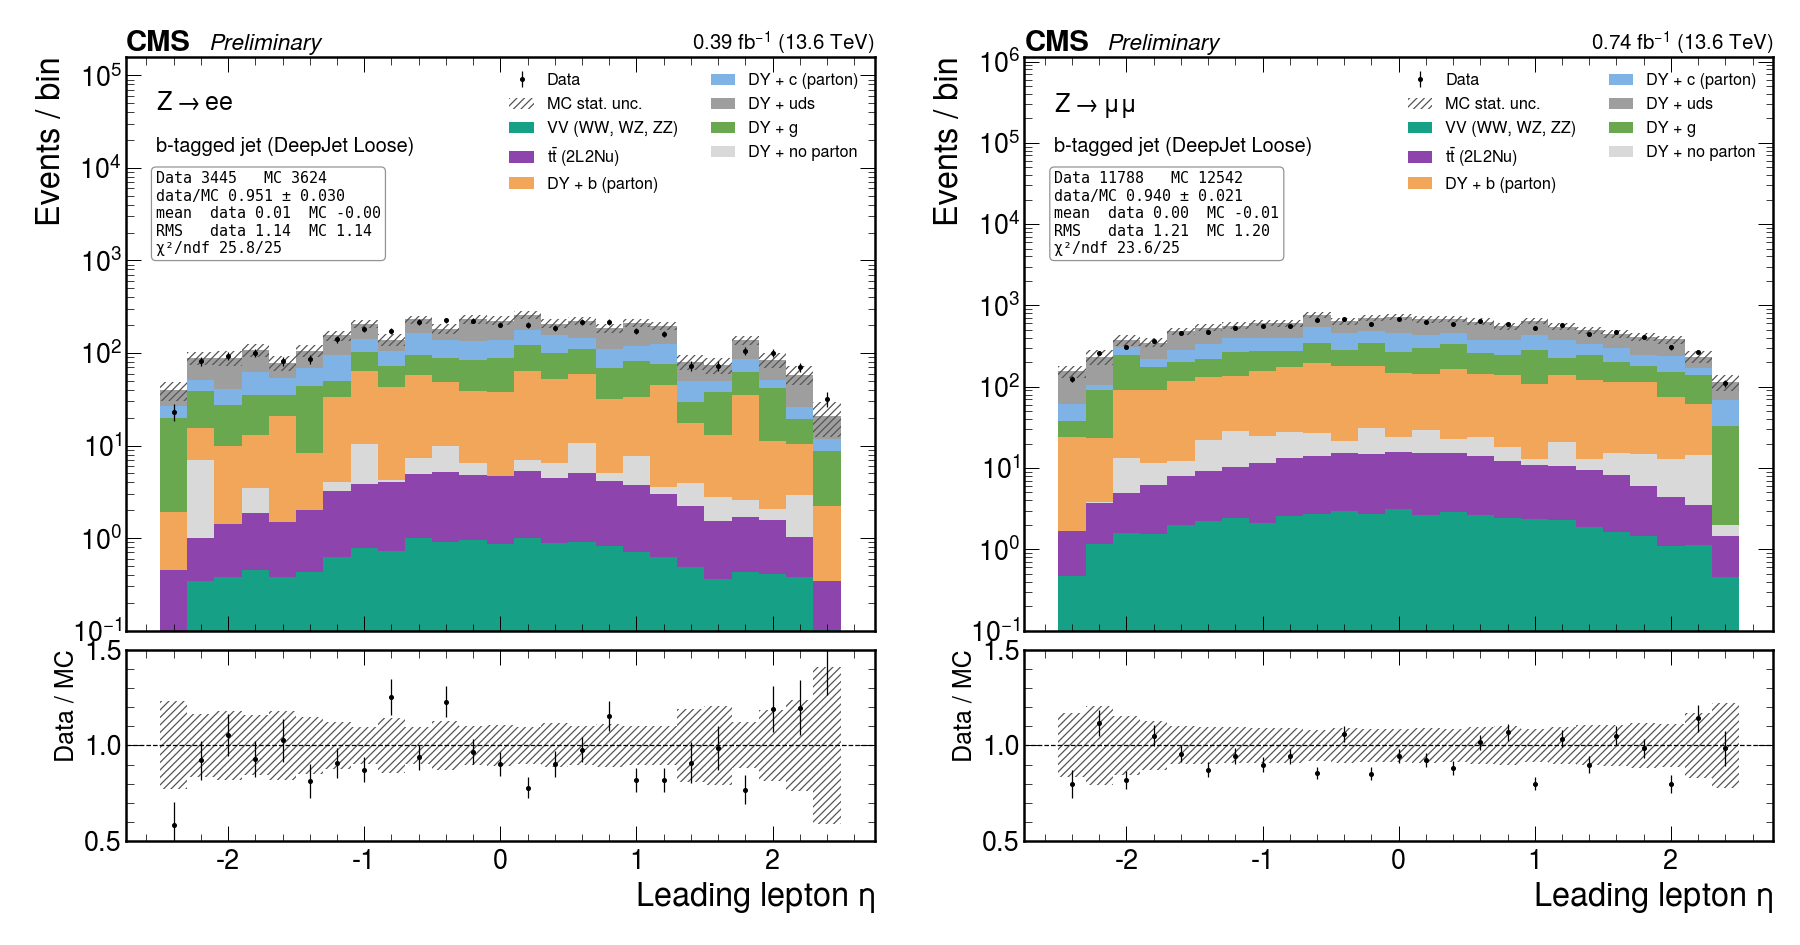 CMS Preliminary 0.39 fb⁻¹ (13.6 TeV)
Events / bin
10⁵
10⁴
10³
10²
10¹
10⁰
10⁻¹
Z → ee
b-tagged jet (DeepJet Loose)
Data 3445 MC 3624
data/MC 0.951 ± 0.030
mean data 0.01 MC -0.00
RMS data 1.14 MC 1.14
χ²/ndf 25.8/25
Data
MC stat. unc.
VV (WW, WZ, ZZ)
tt̄ (2L2Nu)
DY + b (parton)
DY + c (parton)
DY + uds
DY + g
DY + no parton
Data / MC
1.5
1.0
0.5
-2 -1 0 1 2
Leading lepton η
CMS Preliminary 0.74 fb⁻¹ (13.6 TeV)
Events / bin
10⁶
10⁵
10⁴
10³
10²
10¹
10⁰
10⁻¹
Z → μμ
b-tagged jet (DeepJet Loose)
Data 11788 MC 12542
data/MC 0.940 ± 0.021
mean data 0.00 MC -0.01
RMS data 1.21 MC 1.20
χ²/ndf 23.6/25
Data
MC stat. unc.
VV (WW, WZ, ZZ)
tt̄ (2L2Nu)
DY + b (parton)
DY + c (parton)
DY + uds
DY + g
DY + no parton
Data / MC
1.5
1.0
0.5
-2 -1 0 1 2
Leading lepton η